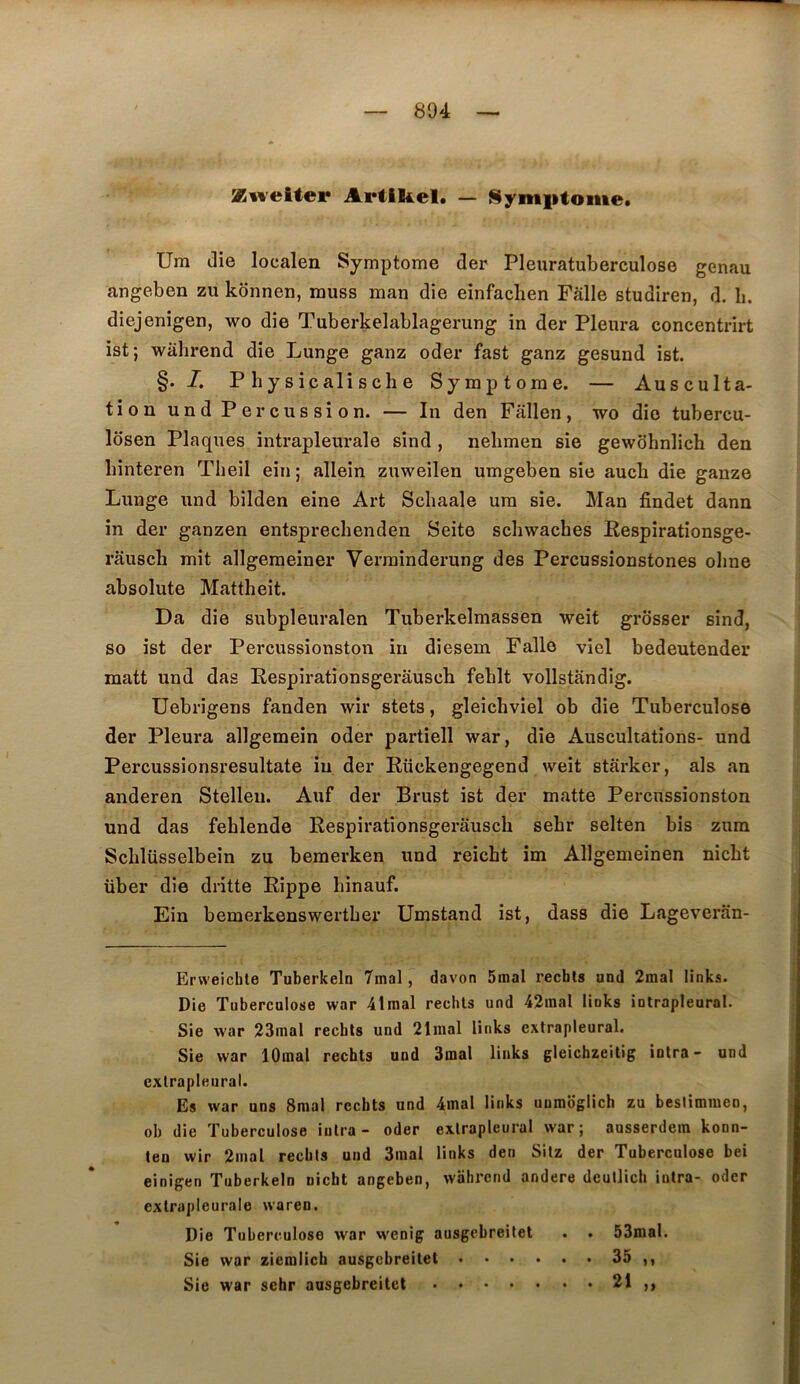 — 894 —
Zweiter Artikel. — Symptome.
Um die localen Symptome der Pleuratuberculose genau
angeben zu können, muss man die einfachen Fälle studiren, d. h.
diejenigen, wo die Tuberkelablagerung in der Pleura concentrirt
ist; während die Lunge ganz oder fast ganz gesund ist.
§. I. Physicalische Symptome. — Ausculta-
tion und Percussion. — In den Fällen, wo die tubercu-
lösen Plaques intrapleurale sind, nehmen sie gewöhnlich den
hinteren Theil ein; allein zuweilen umgeben sie auch die ganze
Lunge und bilden eine Art Schaale um sie. Man findet dann
in der ganzen entsprechenden Seite schwaches Respirationsge-
räusch mit allgemeiner Verminderung des Percussionstones ohne
absolute Mattheit.
Da die subpleuralen Tuberkelmassen weit grösser sind,
so ist der Percussionston in diesem Falle viel bedeutender
matt und das Respirationsgeräusch fehlt vollständig.
Uebrigens fanden wir stets, gleichviel ob die Tuberculose
der Pleura allgemein oder partiell war, die Auscultations- und
Percussionsresultate in der Rückengegend weit stärker, als an
anderen Stellen. Auf der Brust ist der matte Percussionston
und das fehlende Respirationsgeräusch sehr selten bis zum
Schlüsselbein zu bemerken und reicht im Allgemeinen nicht
über die dritte Rippe hinauf.
Ein bemerkenswerther Umstand ist, dass die Lageverän-
Erweichte Tuberkeln 7mal, davon 5mal rechts und 2mal links.
Die Tuberculose war 41mal rechts und 42mal links intrapleural.
Sie war 23mal rechts und 21mal links extrapleural.
Sie war 10mal rechts und 3mal links gleichzeitig intra- und
extrapleural.
Es war uns 8mal rechts und 4mal links unmöglich zu bestimmen,
ob die Tuberculose intra- oder extrapleural war; ausserdem konn-
ten wir 2mal rechts und 3mal links den Sitz der Tuberculose bei
einigen Tuberkeln nicht angeben, während andere deutlich intra- oder
extrapleurale waren.
Die Tuberculose war wenig ausgebreitet . . 53mal.
Sie war ziemlich ausgebreitet . . . . . . 35 „
Sie war sehr ausgebreitet . . . . . . . 21 „